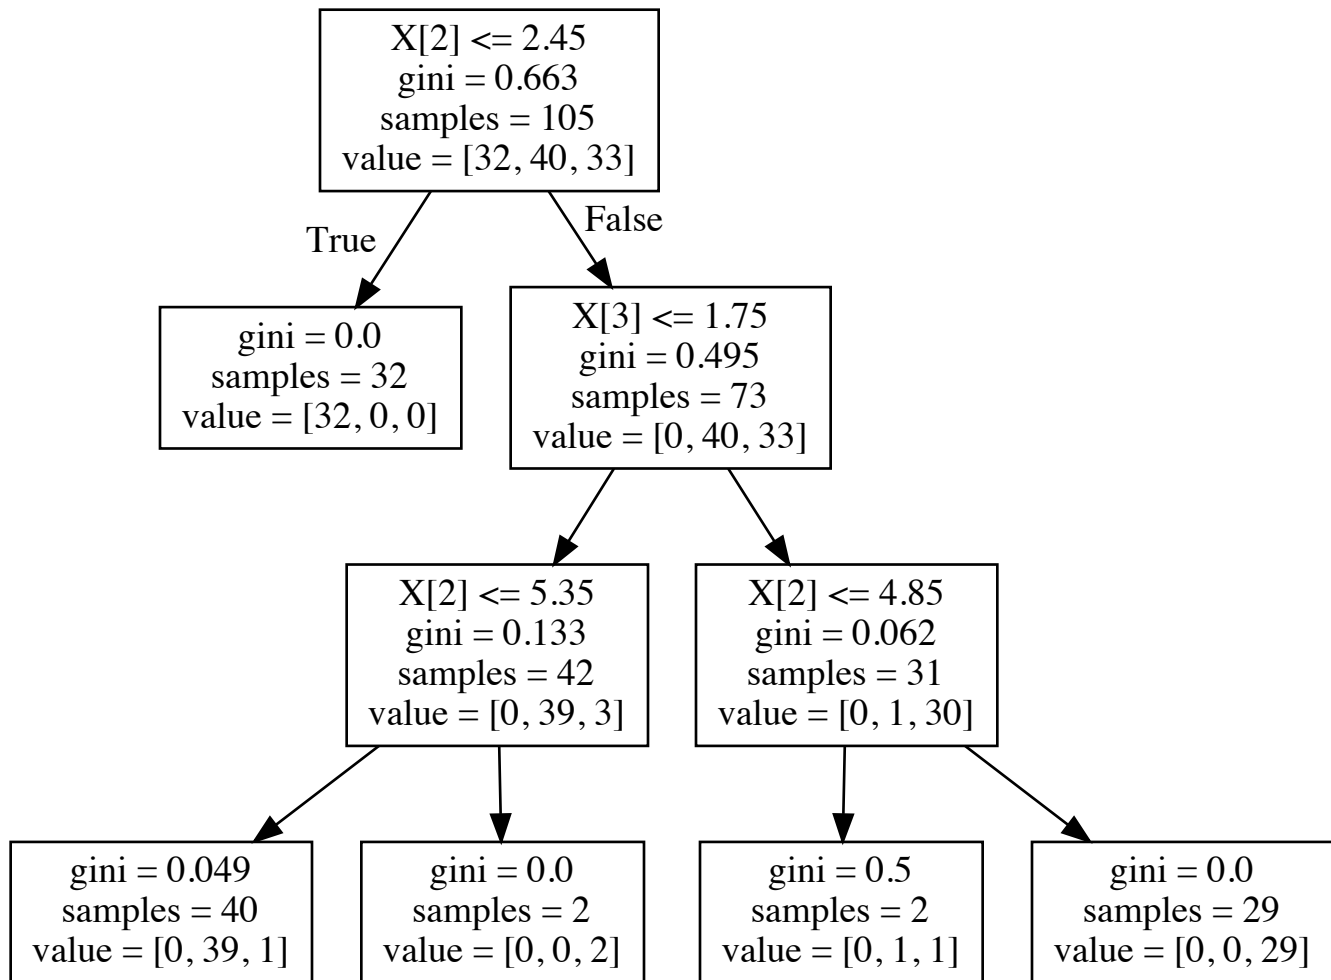 X[2] <= 2.45
gini = 0.663
samples = 105
value = [32, 40, 33]
True
False
gini = 0.0
samples = 32
value = [32, 0, 0]
X[3] <= 1.75
gini = 0.495
samples = 73
value = [0, 40, 33]
X[2] <= 5.35
gini = 0.133
samples = 42
value = [0, 39, 3]
X[2] <= 4.85
gini = 0.062
samples = 31
value = [0, 1, 30]
gini = 0.049
samples = 40
value = [0, 39, 1]
gini = 0.0
samples = 2
value = [0, 0, 2]
gini = 0.5
samples = 2
value = [0, 1, 1]
gini = 0.0
samples = 29
value = [0, 0, 29]